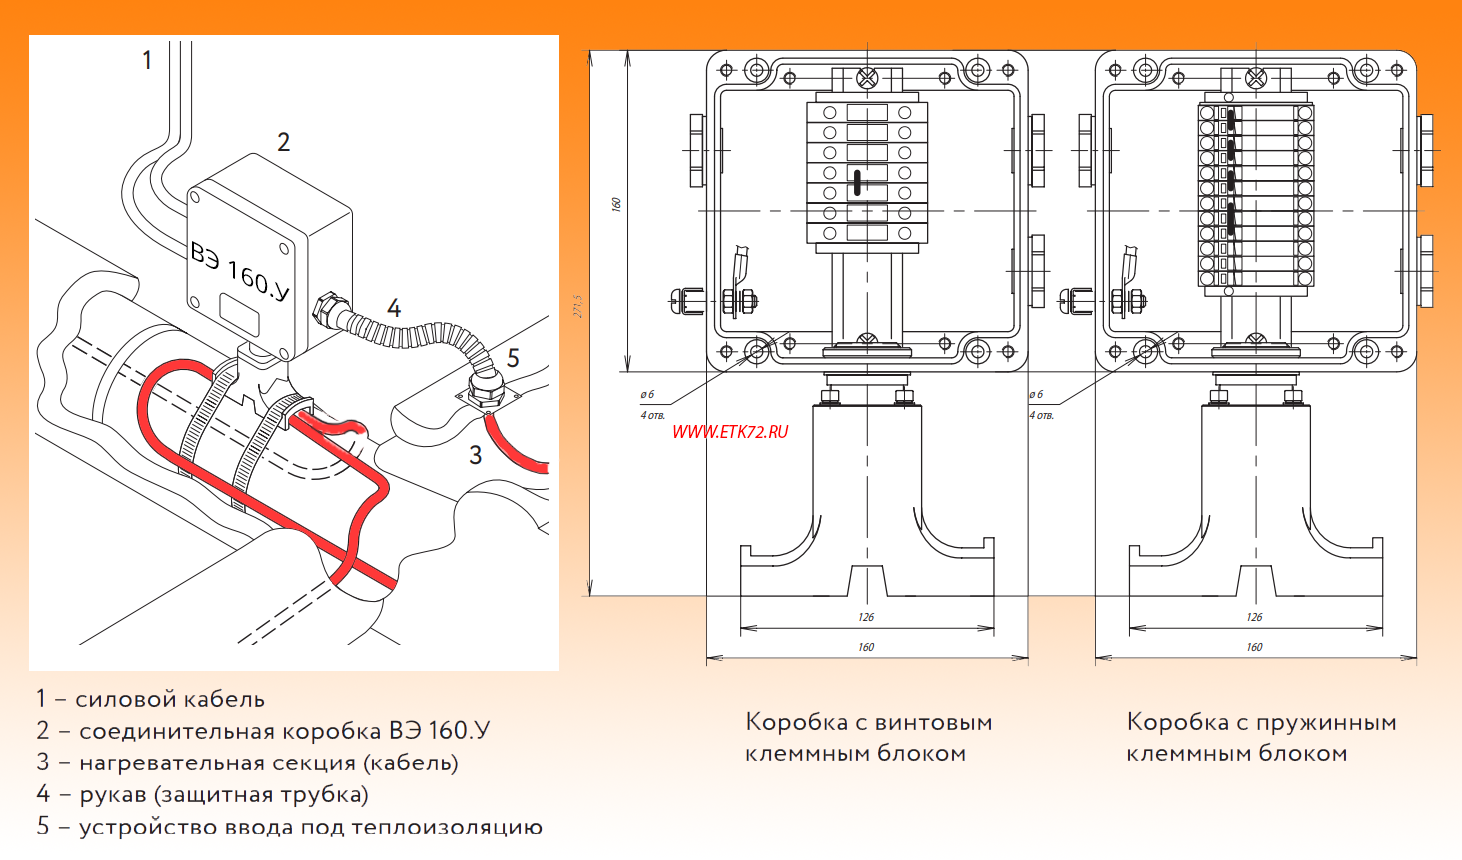 1
2
ВЭ 160.У
4
5
3
1 – силовой кабель
2 – соединительная коробка ВЭ 160.У
3 – нагревательная секция (кабель)
4 – рукав (защитная трубка)
5 – устройство ввода под теплоизоляцию
160
271,5
ø 6
4 отв.
WWW.ETK72.RU
126
160
Коробка с винтовым
клеммным блоком
ø 6
4 отв.
126
160
Коробка с пружинным
клеммным блоком